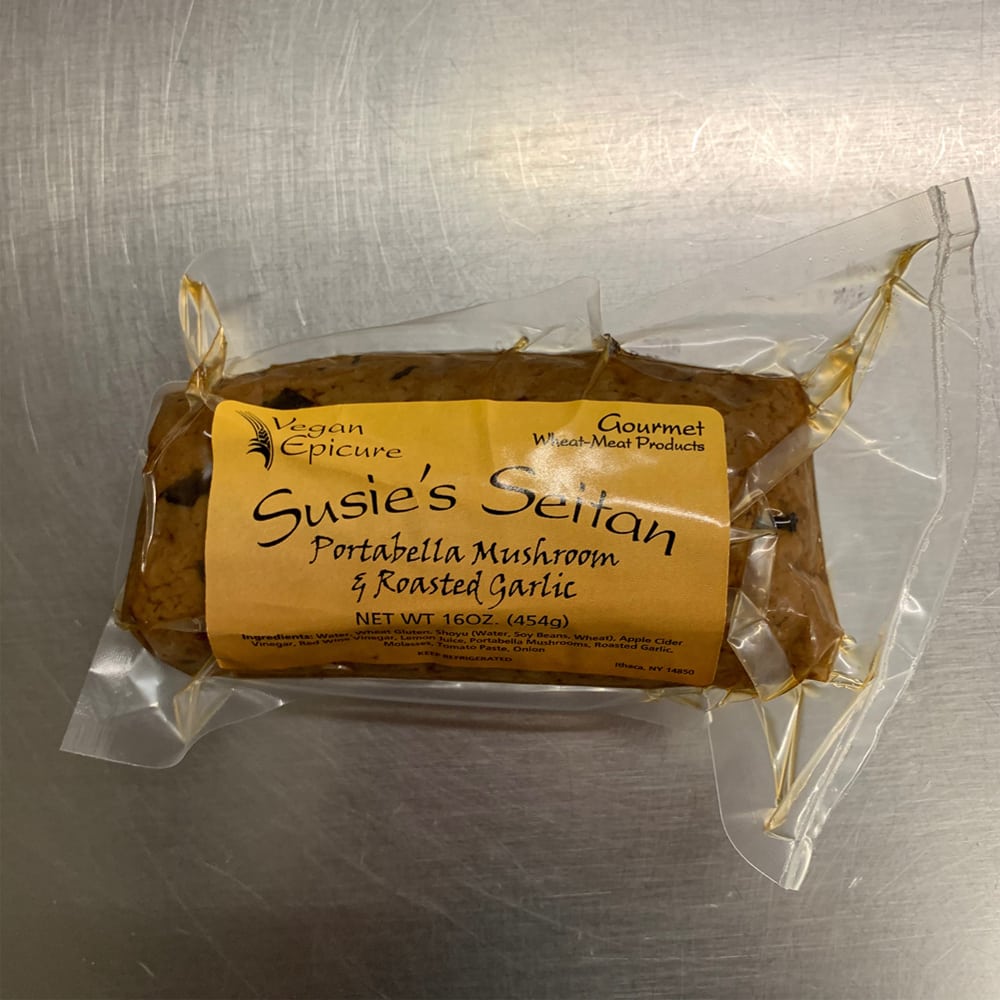 Vegan
Epicure
Gourmet
Wheat-Meat Products
Susie's Seitan
Portabella Mushroom
& Roasted Garlic
NET WT 16OZ. (454g)
Ingredients: Water, Wheat Gluten, Shoyu (Water, Soy Beans, Wheat), Apple Cider
Vinegar, Red Wine Vinegar, Lemon Juice, Portabella Mushrooms, Roasted Garlic,
Molasses, Tomato Paste, Onion
KEEP REFRIGERATED
Ithaca, NY 14850